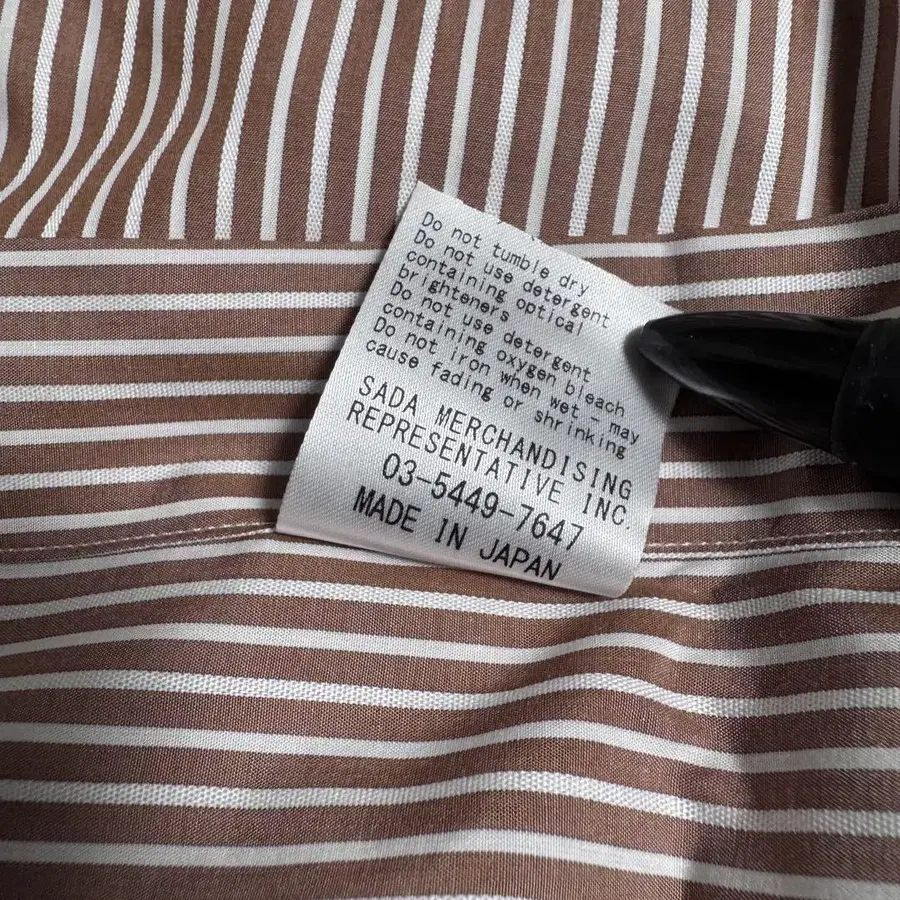 Do not tumble dry
Do not use detergent
containing optical
brighteners
Do not use detergent
containing oxygen bleach
Do not iron when wet – may
cause fading or shrinking
SADA MERCHANDISING
REPRESENTATIVE INC.
03-5449-7647
MADE IN JAPAN